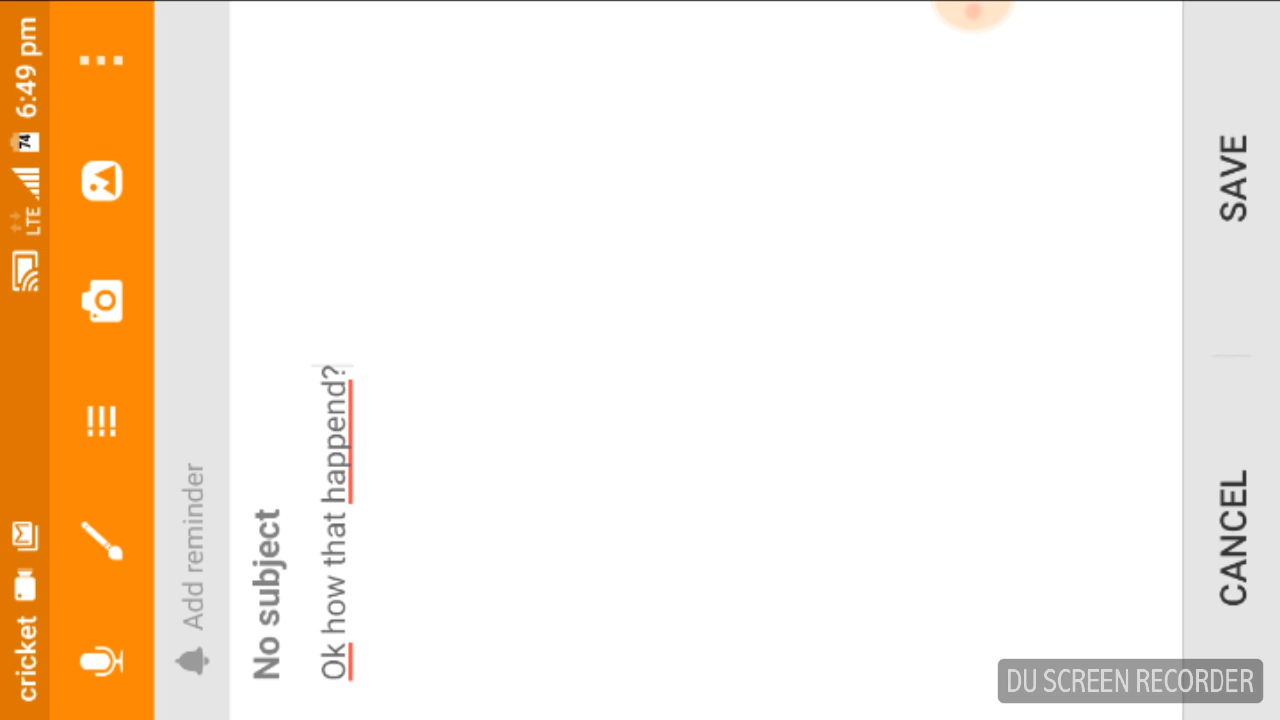 cricket LTE 74 6:49 pm
Add reminder
No subject
Ok how that happend?
CANCEL SAVE
DU SCREEN RECORDER